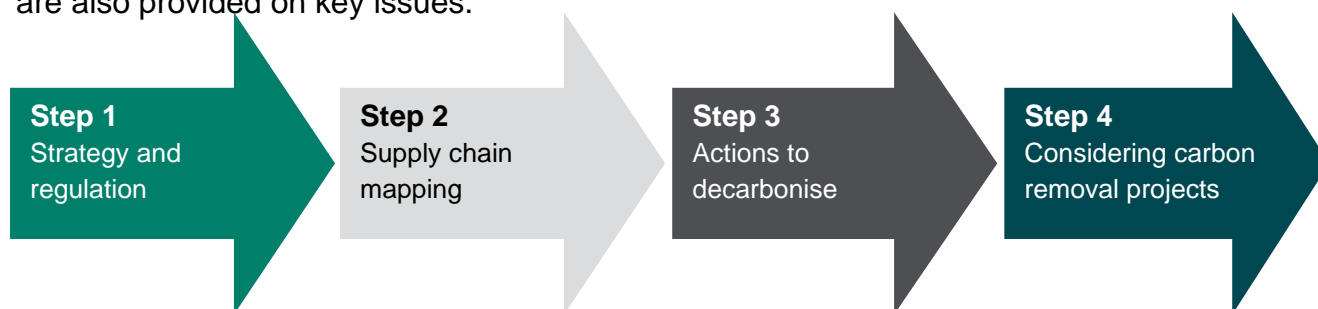 are also provided on key issues.
Step 1
Strategy and
regulation
Step 2
Supply chain
mapping
Step 3
Actions to
decarbonise
Step 4
Considering carbon
removal projects